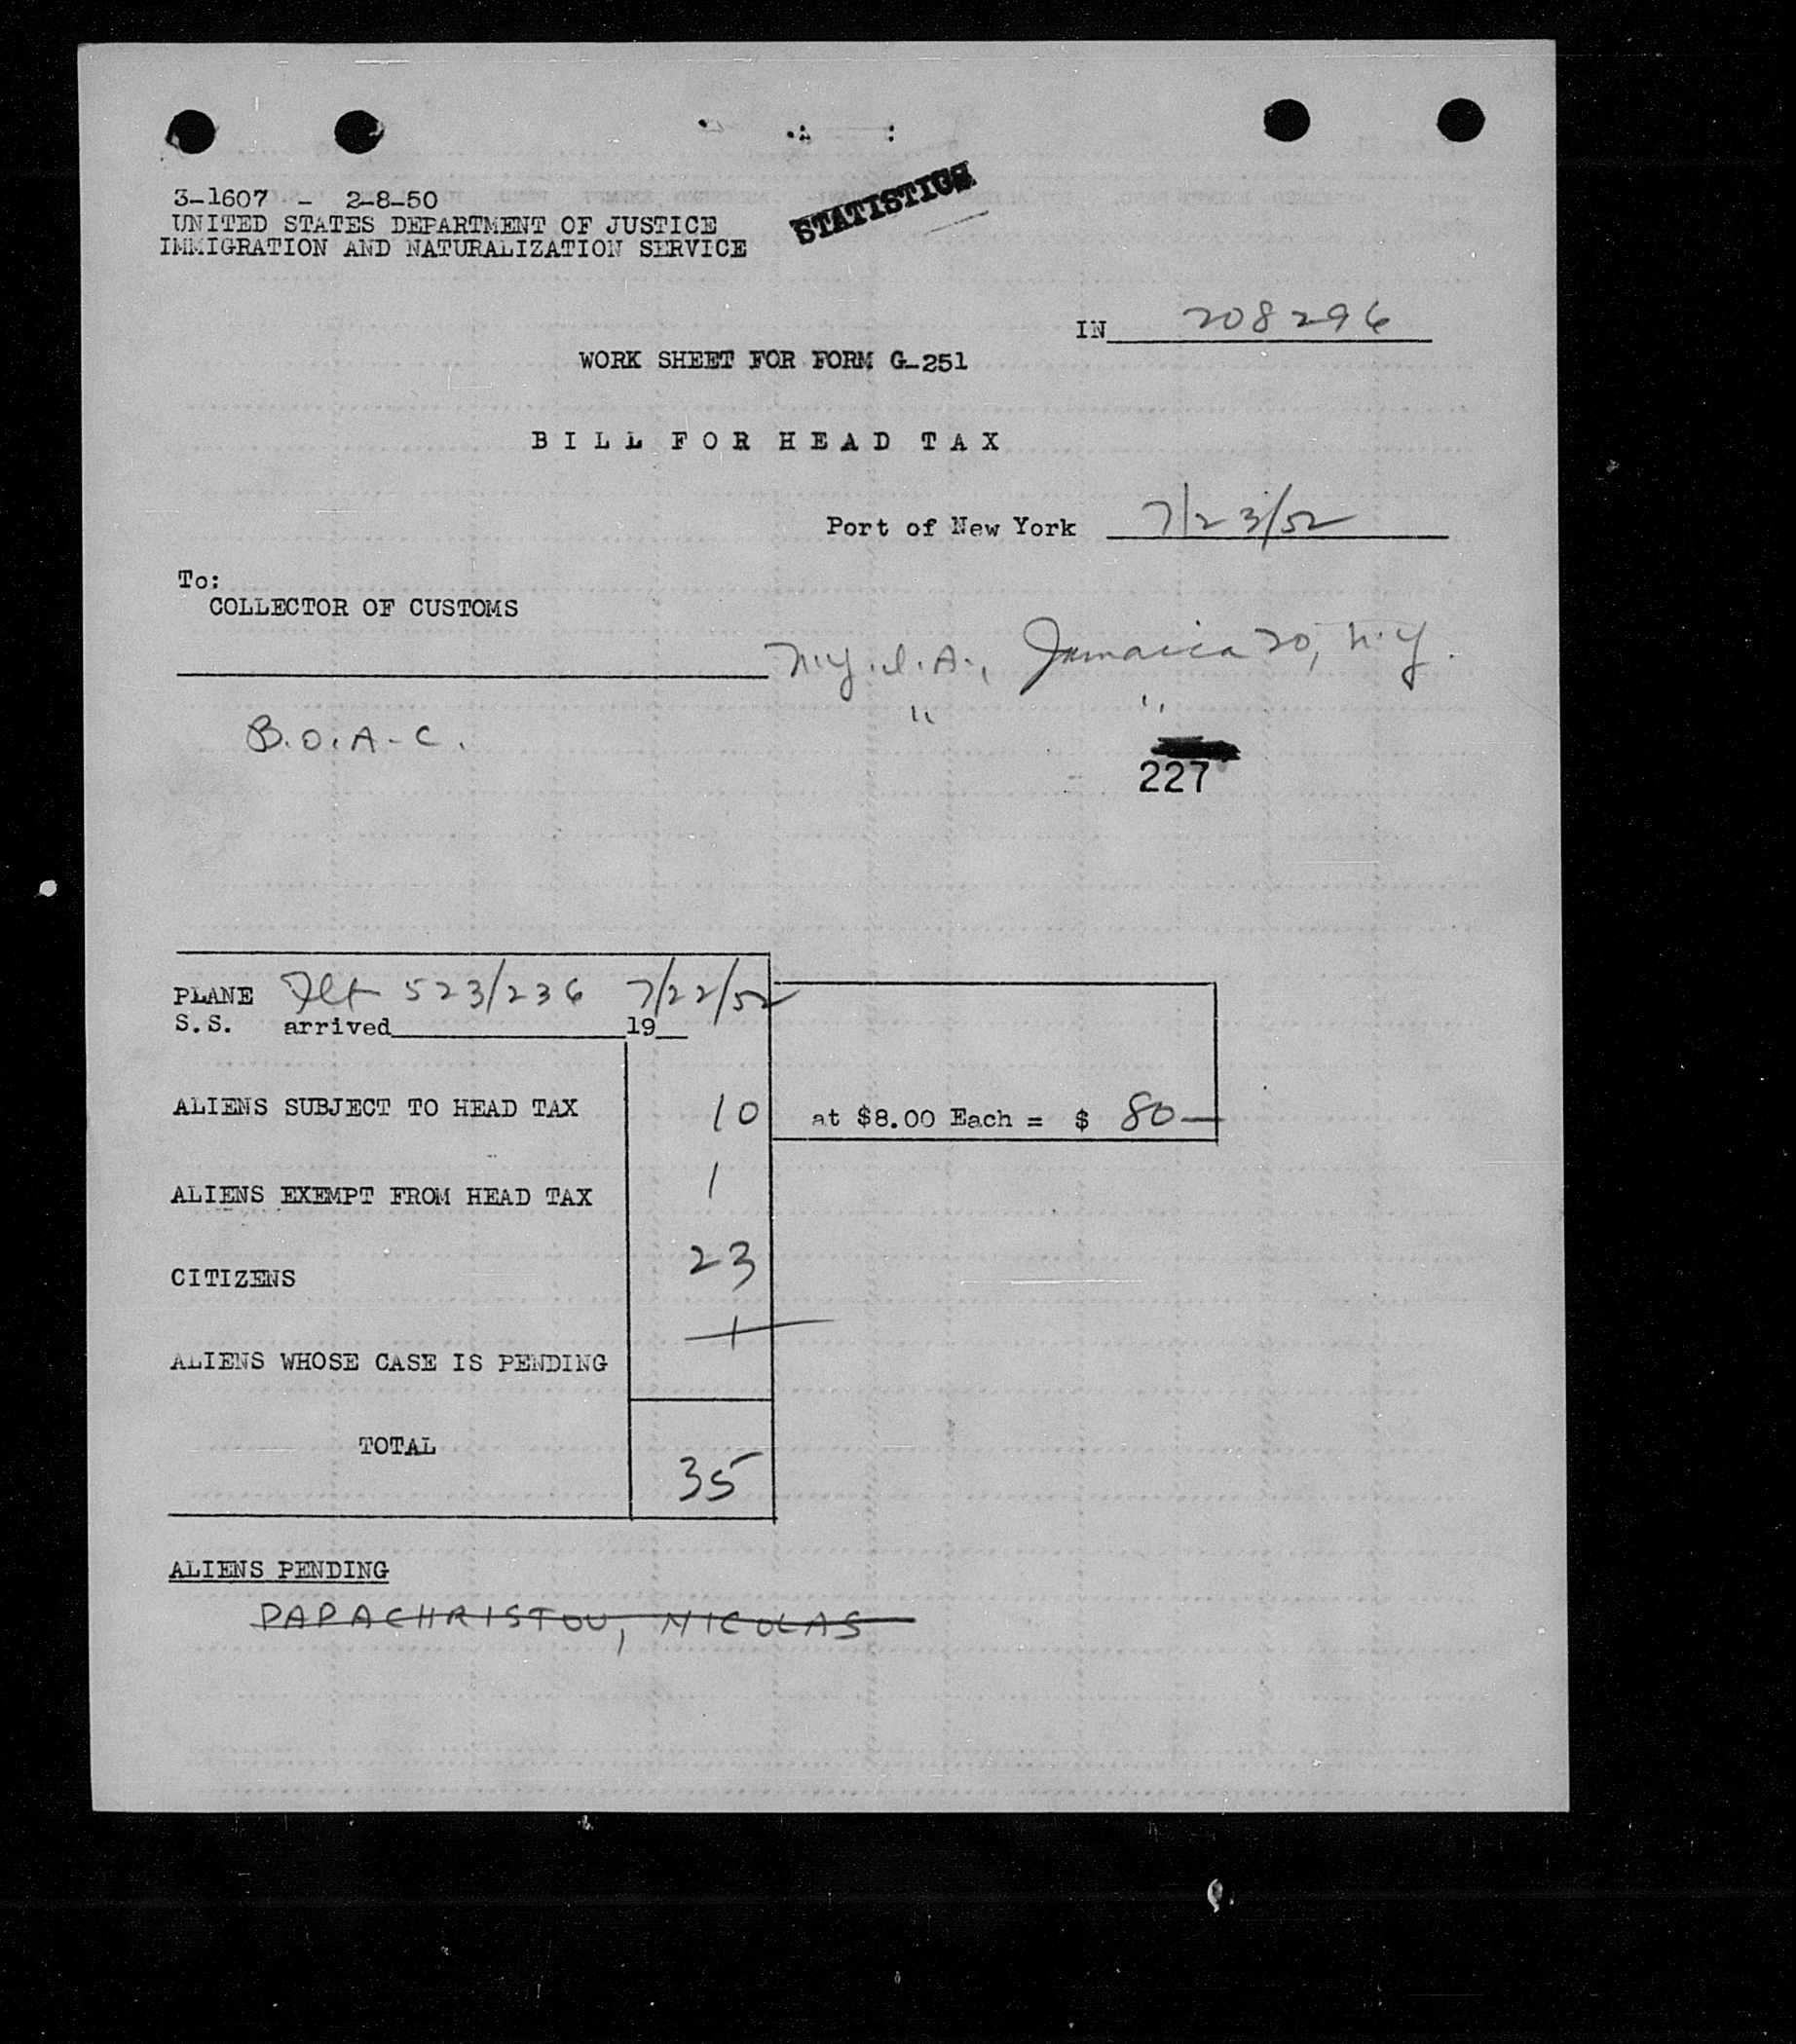 STATISTICS
3-1607 - 2-8-50
UNITED STATES DEPARTMENT OF JUSTICE
IMMIGRATION AND NATURALIZATION SERVICE
IN 208296
WORK SHEET FOR FORM G-251
BILL FOR HEAD TAX
Port of New York 7/23/52
To:
COLLECTOR OF CUSTOMS
N.Y.I.A., Jamaica 20, N.Y.
B.O.A.C. " "
227
PLANE Flt 523/236 7/22/52
S.S. arrived 19
ALIENS SUBJECT TO HEAD TAX 10 at $8.00 Each = $ 80—
ALIENS EXEMPT FROM HEAD TAX 1
CITIZENS 23
ALIENS WHOSE CASE IS PENDING 1
TOTAL 35
ALIENS PENDING
PAPACHRISTOU, NICOLAS